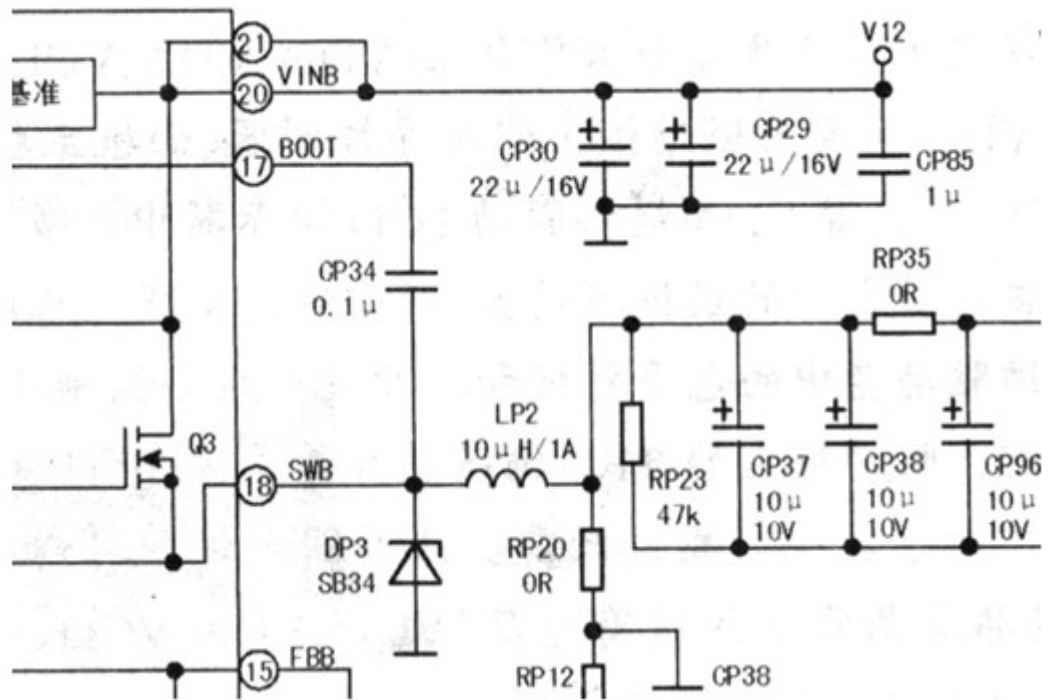 21
V12
基准
20 VINB
17 BOOT
CP30
22μ/16V
CP29
22μ/16V
CP85
1μ
CP34
0.1μ
RP35
0R
LP2
10μH/1A
Q3
18 SWB
RP23
47k
CP37
10μ
10V
CP38
10μ
10V
CP96
10μ
10V
DP3
SB34
RP20
0R
15 FBB
RP12
CP38